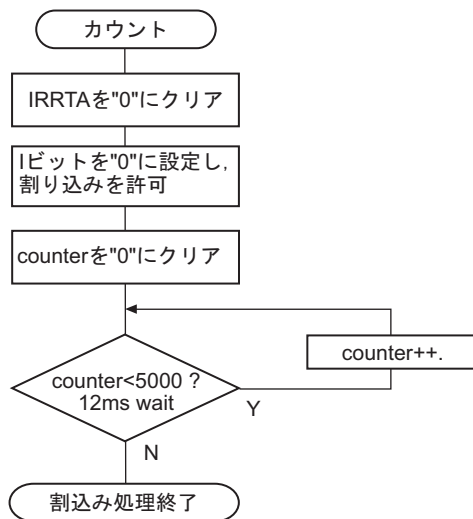 カウント
IRRTAを"0"にクリア
Iビットを"0"に設定し,
割り込みを許可
counterを"0"にクリア
counter++.
counter<5000 ?
12ms wait
Y
N
割込み処理終了